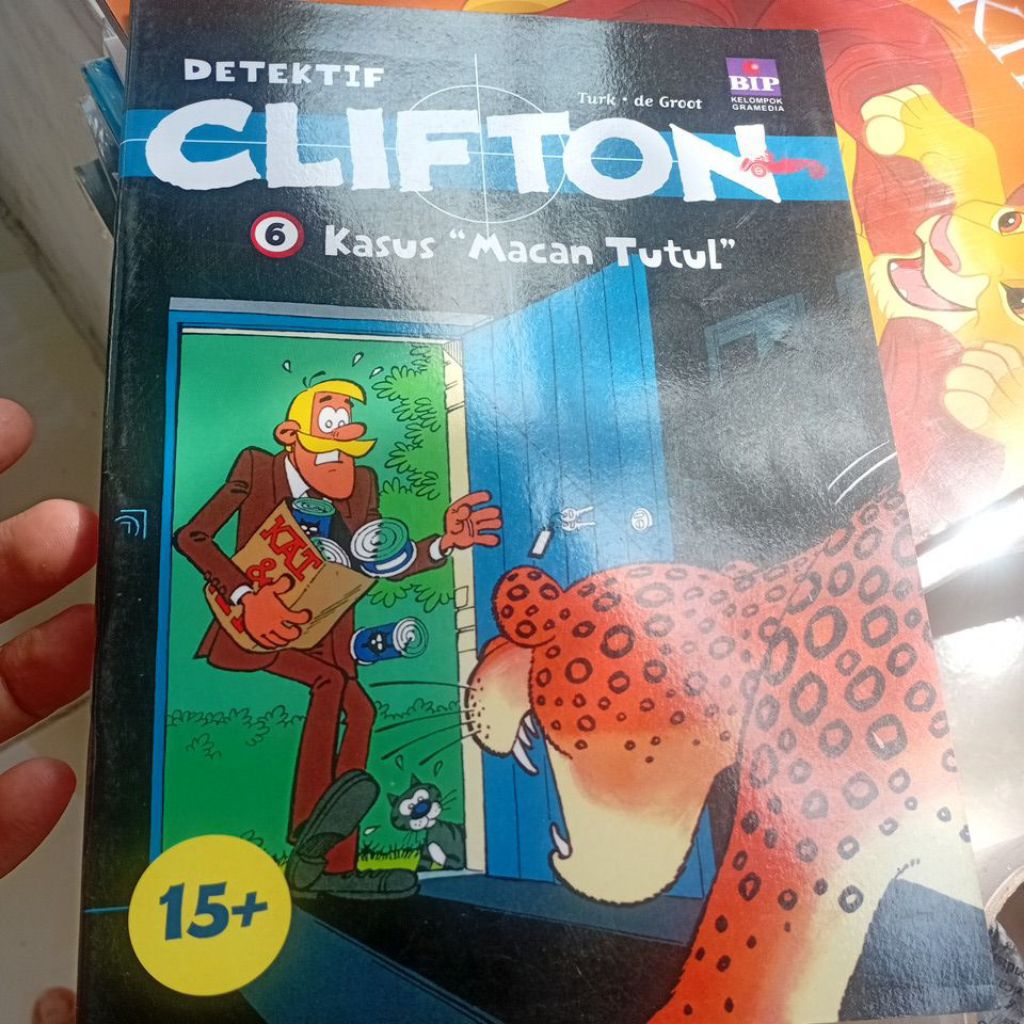 DETEKTIF
CLIFTON
Turk • de Groot
BIP
KELOMPOK
GRAMEDIA
6 Kasus "Macan Tutul"
KAT
&
15+